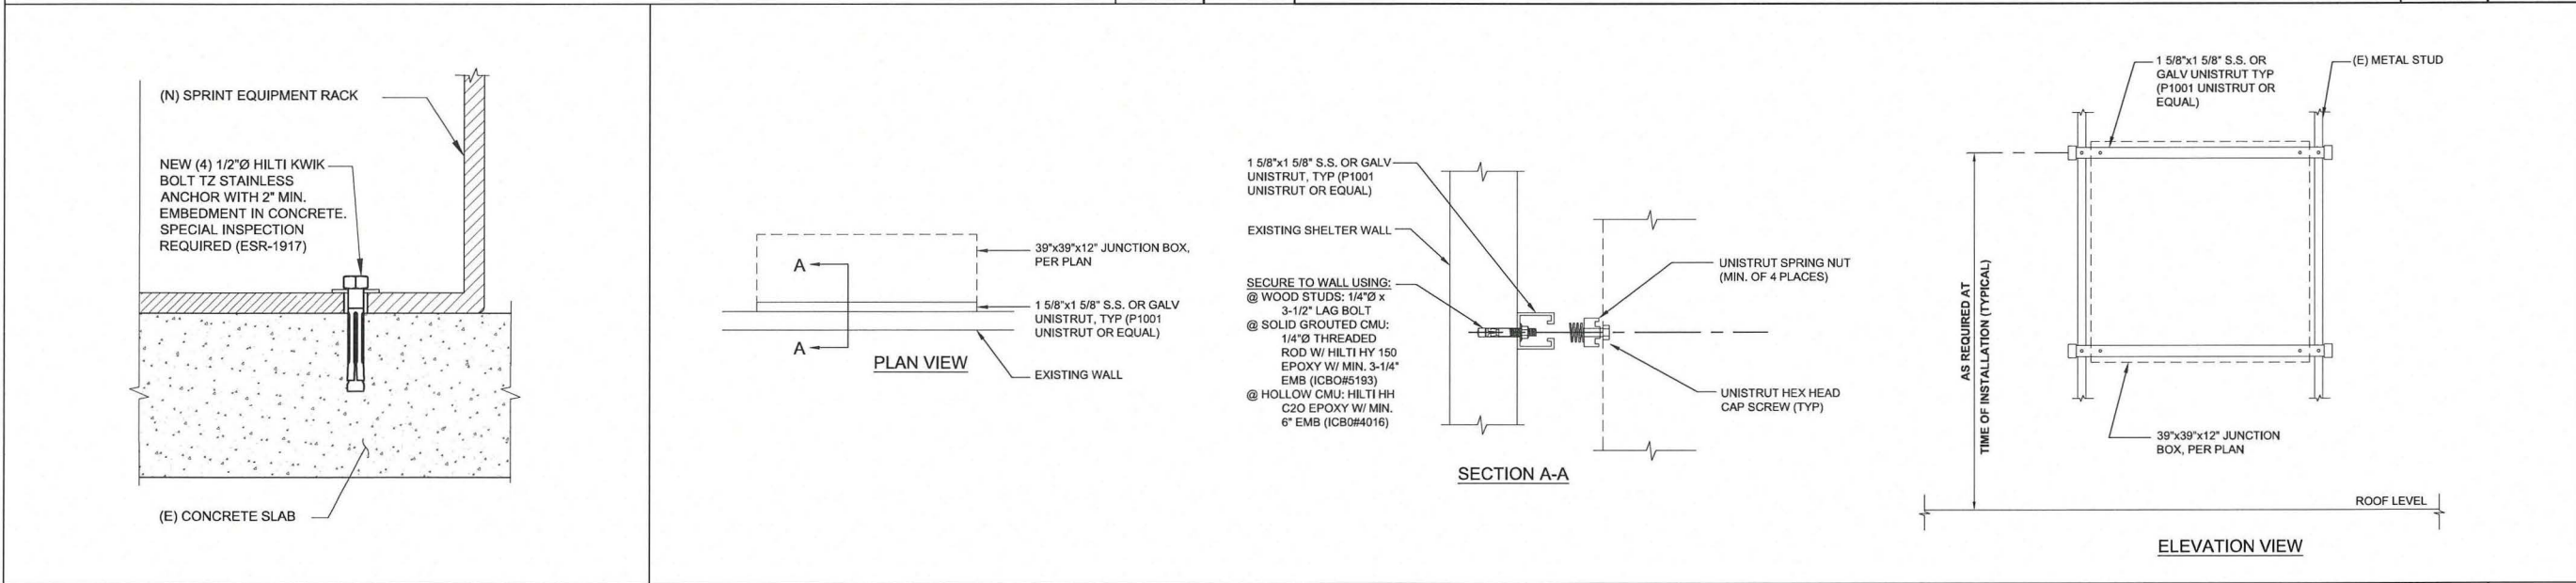 (N) SPRINT EQUIPMENT RACK
NEW (4) 1/2"Ø HILTI KWIK
BOLT TZ STAINLESS
ANCHOR WITH 2" MIN.
EMBEDMENT IN CONCRETE.
SPECIAL INSPECTION
REQUIRED (ESR-1917)
(E) CONCRETE SLAB
A
A
39"x39"x12" JUNCTION BOX,
PER PLAN
1 5/8"x1 5/8" S.S. OR GALV
UNISTRUT, TYP (P1001
UNISTRUT OR EQUAL)
EXISTING WALL
PLAN VIEW
1 5/8"x1 5/8" S.S. OR GALV
UNISTRUT, TYP (P1001
UNISTRUT OR EQUAL)
EXISTING SHELTER WALL
SECURE TO WALL USING:
@ WOOD STUDS: 1/4"Ø x
3-1/2" LAG BOLT
@ SOLID GROUTED CMU:
1/4"Ø THREADED
ROD W/ HILTI HY 150
EPOXY W/ MIN. 3-1/4"
EMB (ICBO#5193)
@ HOLLOW CMU: HILTI HH
C2O EPOXY W/ MIN.
6" EMB (ICB0#4016)
UNISTRUT SPRING NUT
(MIN. OF 4 PLACES)
UNISTRUT HEX HEAD
CAP SCREW (TYP)
SECTION A-A
1 5/8"x1 5/8" S.S. OR
GALV UNISTRUT TYP
(P1001 UNISTRUT OR
EQUAL)
(E) METAL STUD
AS REQUIRED AT
TIME OF INSTALLATION (TYPICAL)
39"x39"x12" JUNCTION
BOX, PER PLAN
ROOF LEVEL
ELEVATION VIEW